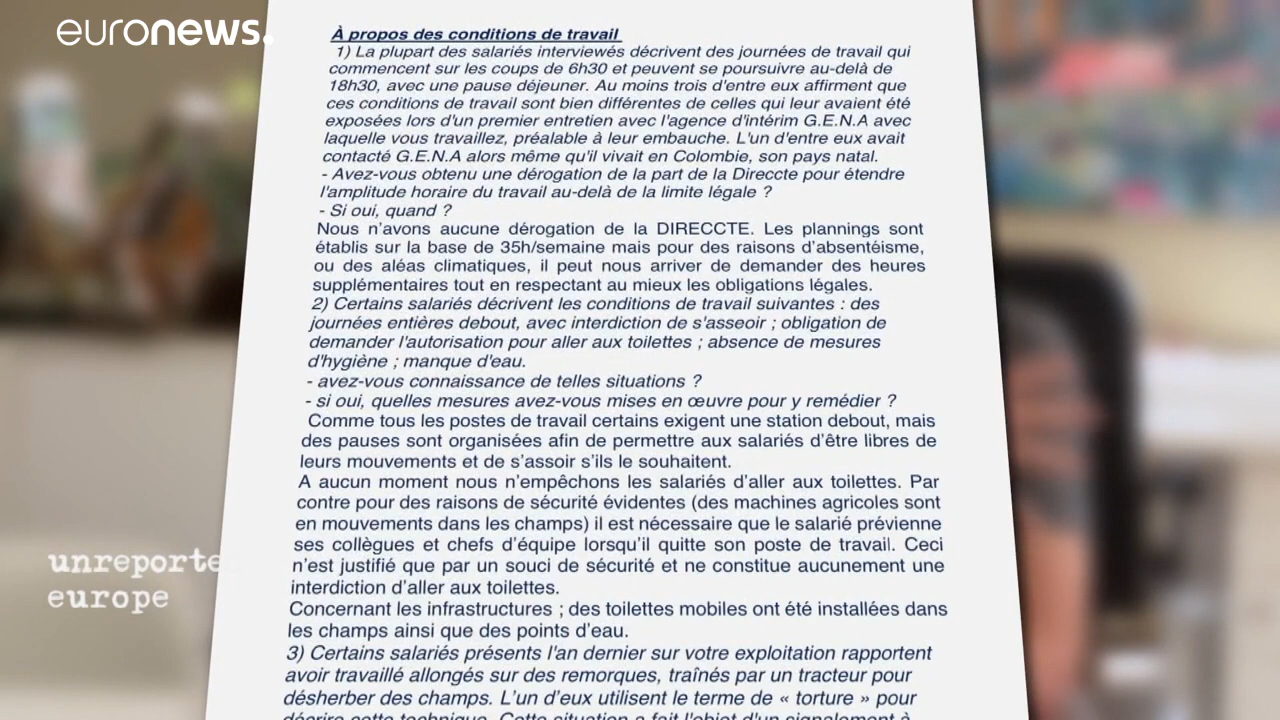 euronews.
À propos des conditions de travail
1) La plupart des salariés interviewés décrivent des journées de travail qui
commencent sur les coups de 6h30 et peuvent se poursuivre au-delà de
18h30, avec une pause déjeuner. Au moins trois d'entre eux affirment que
ces conditions de travail sont bien différentes de celles qui leur avaient été
exposées lors d'un premier entretien avec l'agence d'intérim G.E.N.A avec
laquelle vous travaillez, préalable à leur embauche. L'un d'entre eux avait
contacté G.E.N.A alors même qu'il vivait en Colombie, son pays natal.
- Avez-vous obtenu une dérogation de la part de la Direccte pour étendre
l'amplitude horaire du travail au-delà de la limite légale ?
- Si oui, quand ?
Nous n’avons aucune dérogation de la DIRECCTE. Les plannings sont
établis sur la base de 35h/semaine mais pour des raisons d’absentéisme,
ou des aléas climatiques, il peut nous arriver de demander des heures
supplémentaires tout en respectant au mieux les obligations légales.
2) Certains salariés décrivent les conditions de travail suivantes : des
journées entières debout, avec interdiction de s'asseoir ; obligation de
demander l'autorisation pour aller aux toilettes ; absence de mesures
d'hygiène ; manque d'eau.
- avez-vous connaissance de telles situations ?
- si oui, quelles mesures avez-vous mises en œuvre pour y remédier ?
Comme tous les postes de travail certains exigent une station debout, mais
des pauses sont organisées afin de permettre aux salariés d’être libres de
leurs mouvements et de s’assoir s’ils le souhaitent.
A aucun moment nous n’empêchons les salariés d’aller aux toilettes. Par
contre pour des raisons de sécurité évidentes (des machines agricoles sont
en mouvements dans les champs) il est nécessaire que le salarié prévienne
ses collègues et chefs d’équipe lorsqu’il quitte son poste de travail. Ceci
n’est justifié que par un souci de sécurité et ne constitue aucunement une
interdiction d’aller aux toilettes.
Concernant les infrastructures ; des toilettes mobiles ont été installées dans
les champs ainsi que des points d’eau.
3) Certains salariés présents l'an dernier sur votre exploitation rapportent
avoir travaillé allongés sur des remorques, traînés par un tracteur pour
désherber des champs. L’un d’eux utilisent le terme de « torture » pour
décrire cette technique. Cette situation a fait l'objet d'un signalement à
unreporte
europe